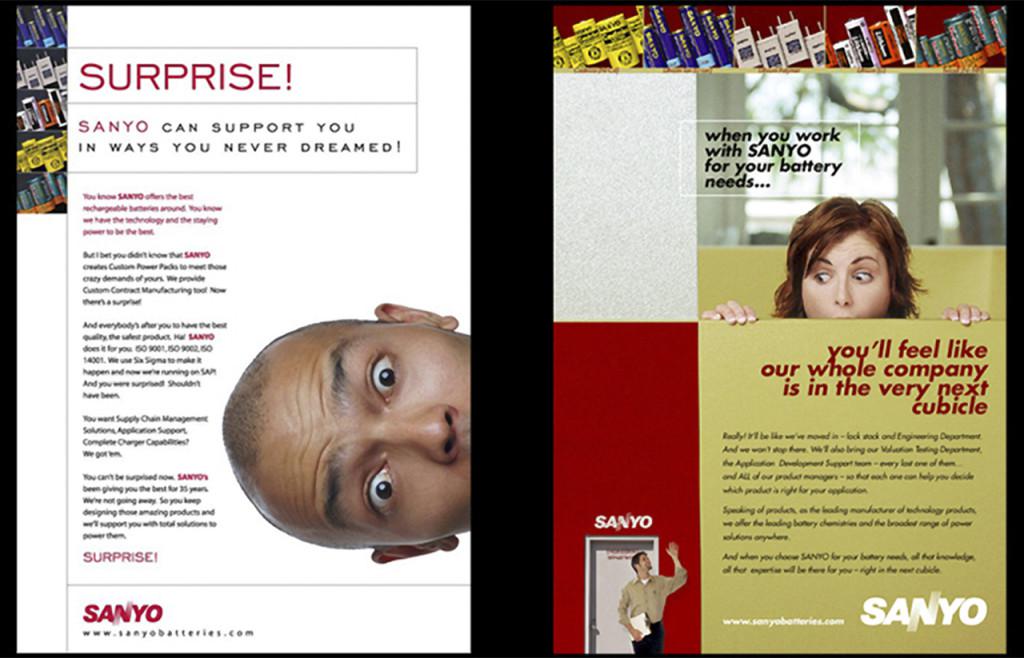 SURPRISE!
SANYO CAN SUPPORT YOU
IN WAYS YOU NEVER DREAMED!
You know SANYO offers the best
rechargeable batteries around. You know
we have the technology and the staying
power to be the best.
But I bet you didn't know that SANYO
creates Custom Power Packs to meet those
crazy demands of yours. We provide
Custom Contract Manufacturing too! Now
there's a surprise!
And everybody's after you to have the best
quality, the safest product. Ha! SANYO
does it for you. ISO 9001, ISO 9002, ISO
14001. We use Six Sigma to make it
happen and now we're running on SAP!
And you were surprised! Shouldn't
have been.
You want Supply Chain Management
Solutions, Application Support,
Complete Charger Capabilities?
We got 'em.
You can't be surprised now. SANYO's
been giving you the best for 35 years.
We're not going away. So you keep
designing those amazing products and
we'll support you with total solutions to
power them.
SURPRISE!
SANYO
www.sanyobatteries.com
when you work
with SANYO
for your battery
needs...
you'll feel like
our whole company
is in the very next
cubicle
Really! It'll be like we've moved in – lock stock and Engineering Department.
And we won't stop there. We'll also bring our Valuation Testing Department,
the Application. Development Support team – every last one of them...
and ALL of our product managers – so that each one can help you decide
which product is right for your application.
Speaking of products, as the leading manufacturer of technology products,
we offer the leading battery chemistries and the broadest range of power
solutions anywhere.
And when you choose SANYO for your battery needs, all that knowledge,
all that expertise will be there for you – right in the next cubicle.
SANYO
www.sanyobatteries.com
SANYO